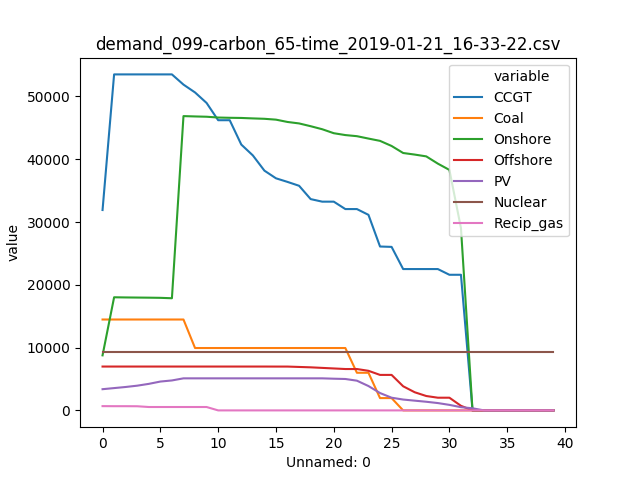 demand_099-carbon_65-time_2019-01-21_16-33-22.csv
variable
CCGT
Coal
Onshore
Offshore
PV
Nuclear
Recip_gas
value
50000
40000
30000
20000
10000
0
0 5 10 15 20 25 30 35 40
Unnamed: 0